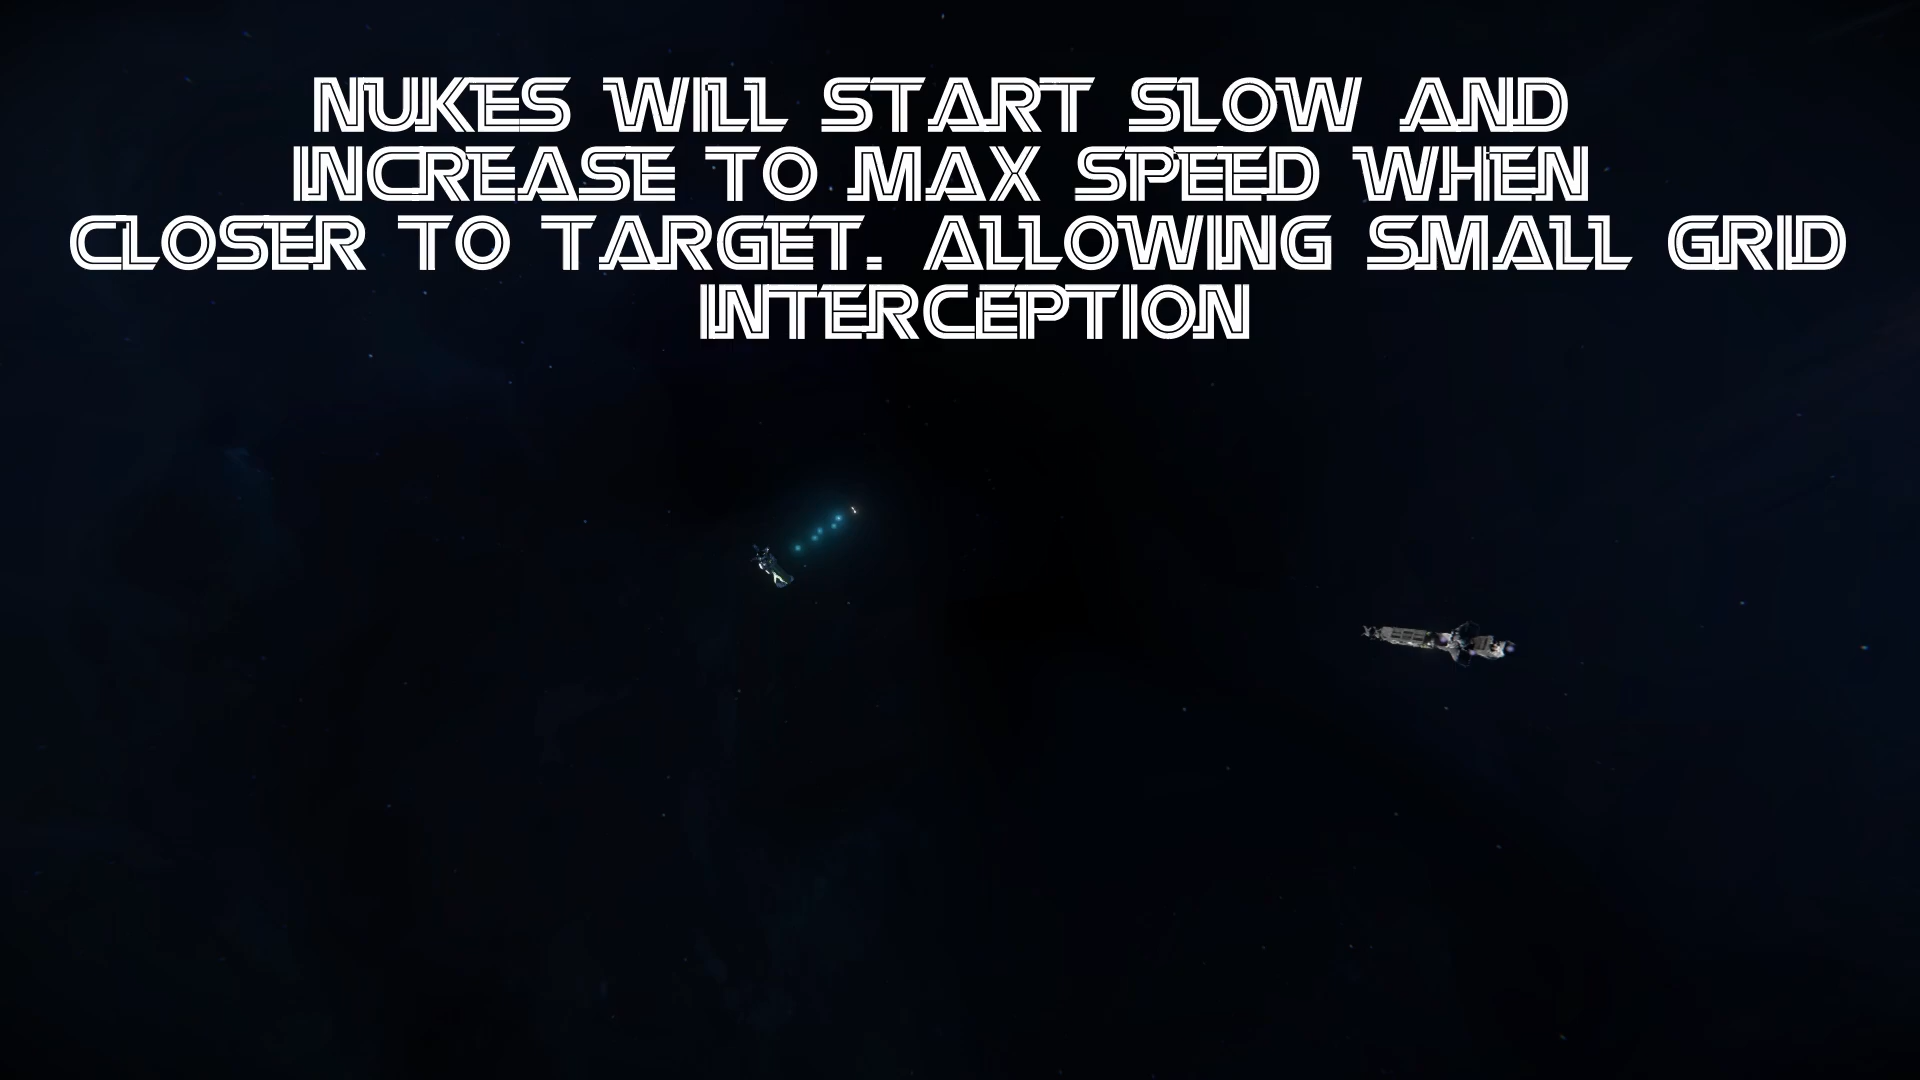 NUKES WILL START SLOW AND
INCREASE TO MAX SPEED WHEN
CLOSER TO TARGET. ALLOWING SMALL GRID
INTERCEPTION